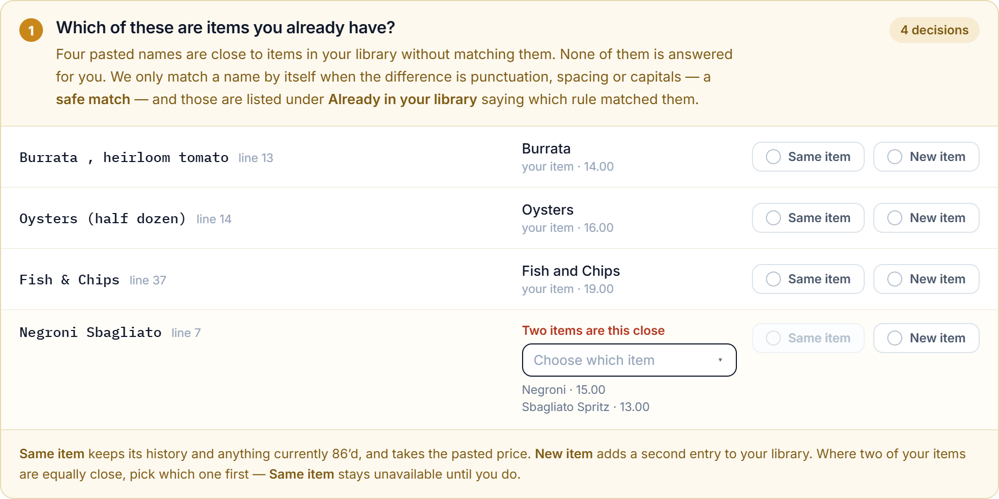 1
Which of these are items you already have?
4 decisions
Four pasted names are close to items in your library without matching them. None of them is answered
for you. We only match a name by itself when the difference is punctuation, spacing or capitals — a
safe match — and those are listed under Already in your library saying which rule matched them.
Burrata , heirloom tomato line 13
Burrata
your item · 14.00
Same item
New item
Oysters (half dozen) line 14
Oysters
your item · 16.00
Same item
New item
Fish & Chips line 37
Fish and Chips
your item · 19.00
Same item
New item
Negroni Sbagliato line 7
Two items are this close
Choose which item
Negroni · 15.00
Sbagliato Spritz · 13.00
Same item
New item
Same item keeps its history and anything currently 86’d, and takes the pasted price. New item adds a second entry to your library. Where two of your items
are equally close, pick which one first — Same item stays unavailable until you do.